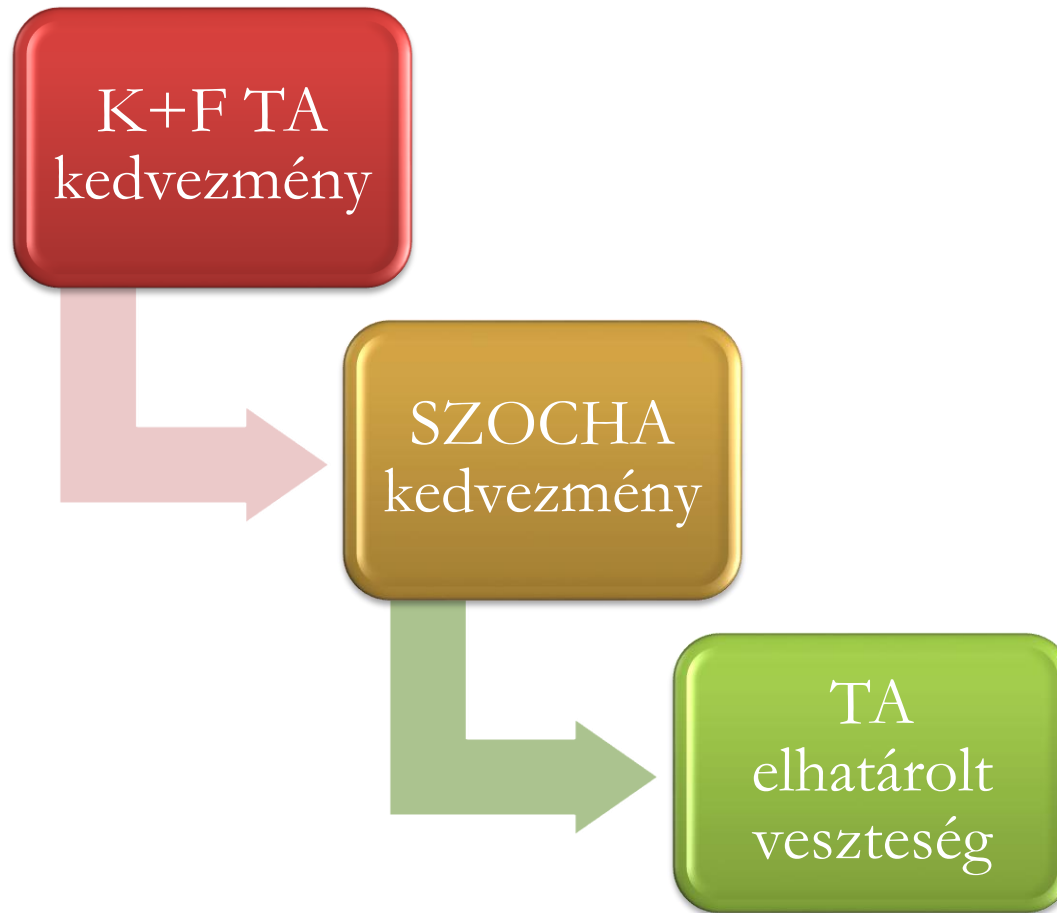 K+F TA
kedvezmény
SZOCHA
kedvezmény
TA
elhatárolt
veszteség